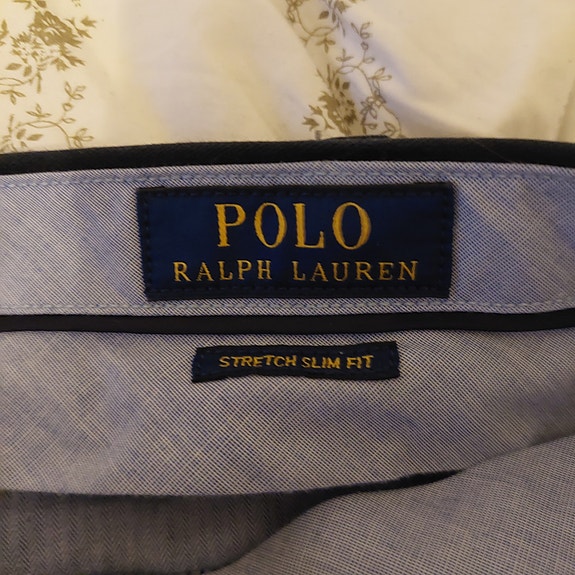 POLO
RALPH LAUREN
STRETCH SLIM FIT